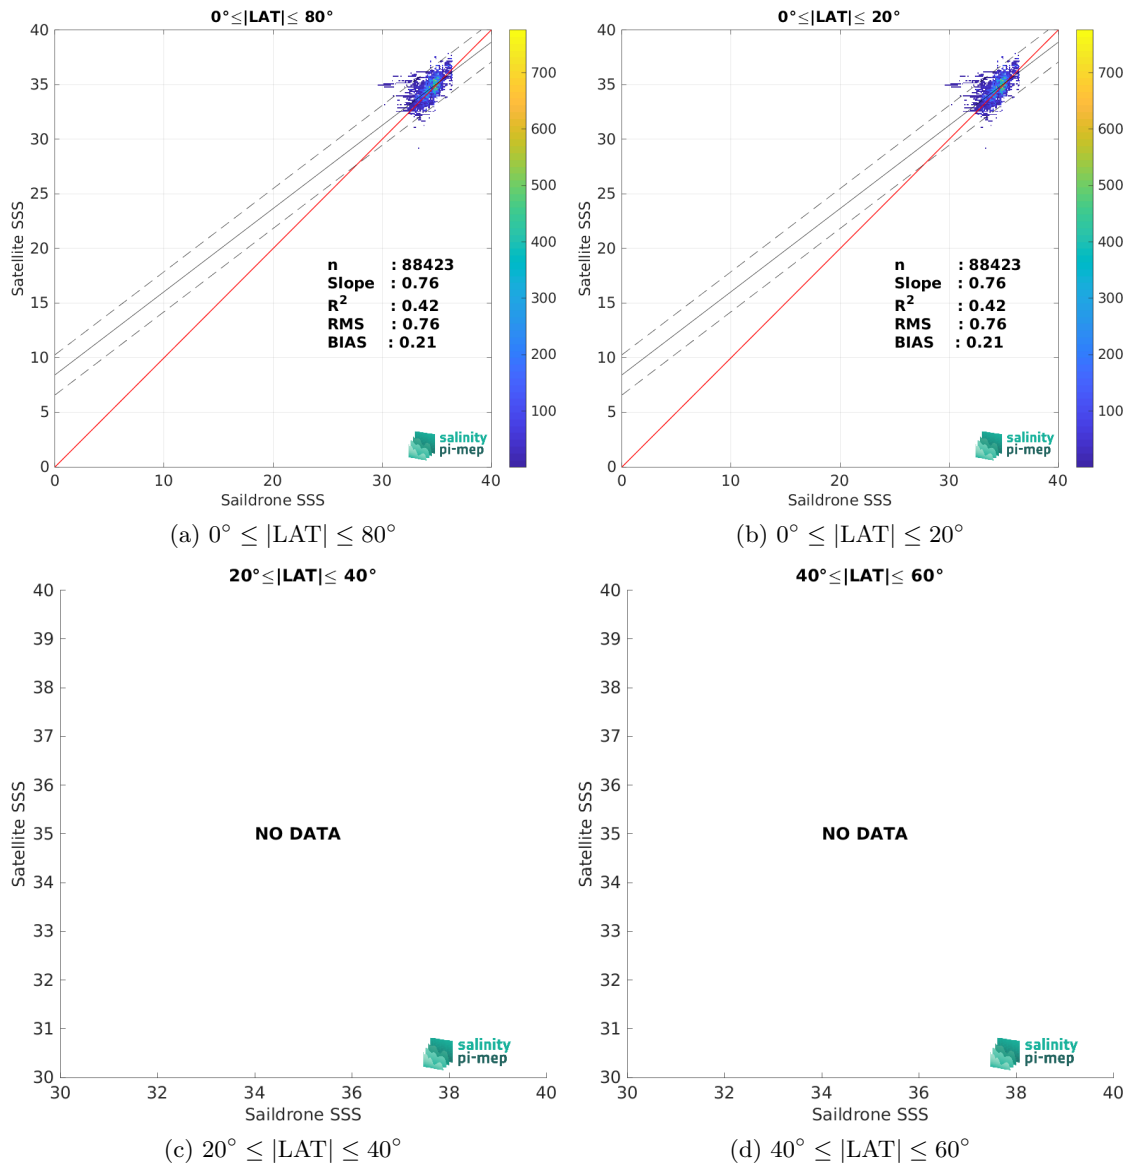 0°≤|LAT|≤ 80°
40
35
30
25
20
15
10
5
0
0
10
20
30
40
Satellite SSS
Saildrone SSS
n : 88423
Slope : 0.76
R² : 0.42
RMS : 0.76
BIAS : 0.21
salinity
pi-mep
700
600
500
400
300
200
100
(a) 0° ≤ |LAT| ≤ 80°
0°≤|LAT|≤ 20°
40
35
30
25
20
15
10
5
0
0
10
20
30
40
Satellite SSS
Saildrone SSS
n : 88423
Slope : 0.76
R² : 0.42
RMS : 0.76
BIAS : 0.21
salinity
pi-mep
700
600
500
400
300
200
100
(b) 0° ≤ |LAT| ≤ 20°
20°≤|LAT|≤ 40°
40
39
38
37
36
35
34
33
32
31
30
30
32
34
36
38
40
Satellite SSS
Saildrone SSS
NO DATA
salinity
pi-mep
(c) 20° ≤ |LAT| ≤ 40°
40°≤|LAT|≤ 60°
40
39
38
37
36
35
34
33
32
31
30
30
32
34
36
38
40
Satellite SSS
Saildrone SSS
NO DATA
salinity
pi-mep
(d) 40° ≤ |LAT| ≤ 60°